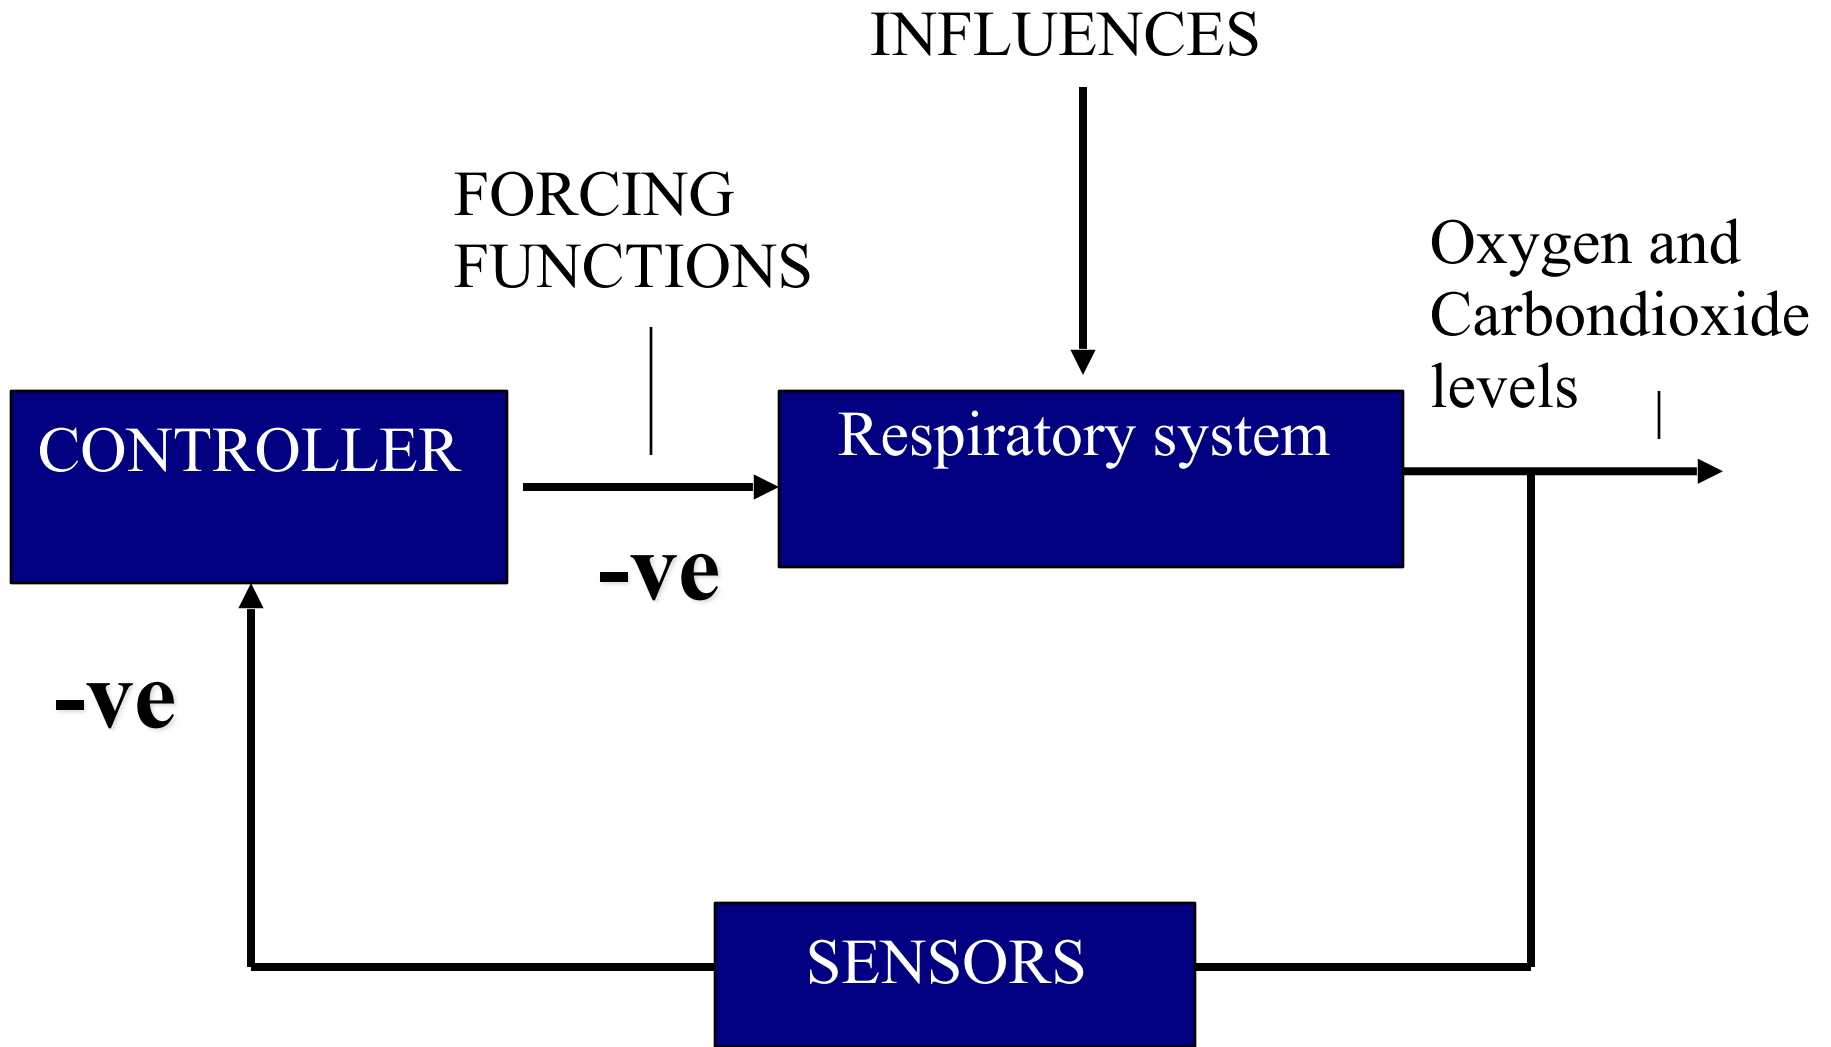 INFLUENCES
FORCING
FUNCTIONS
Oxygen and
Carbondioxide
levels
CONTROLLER
Respiratory system
-ve
-ve
SENSORS